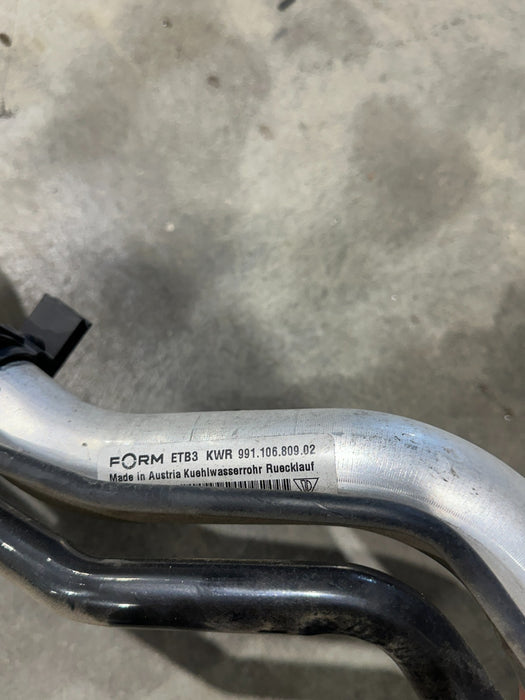 FORM ETB3 KWR 991.106.809.02
Made in Austria Kuehlwasserrohr Ruecklauf